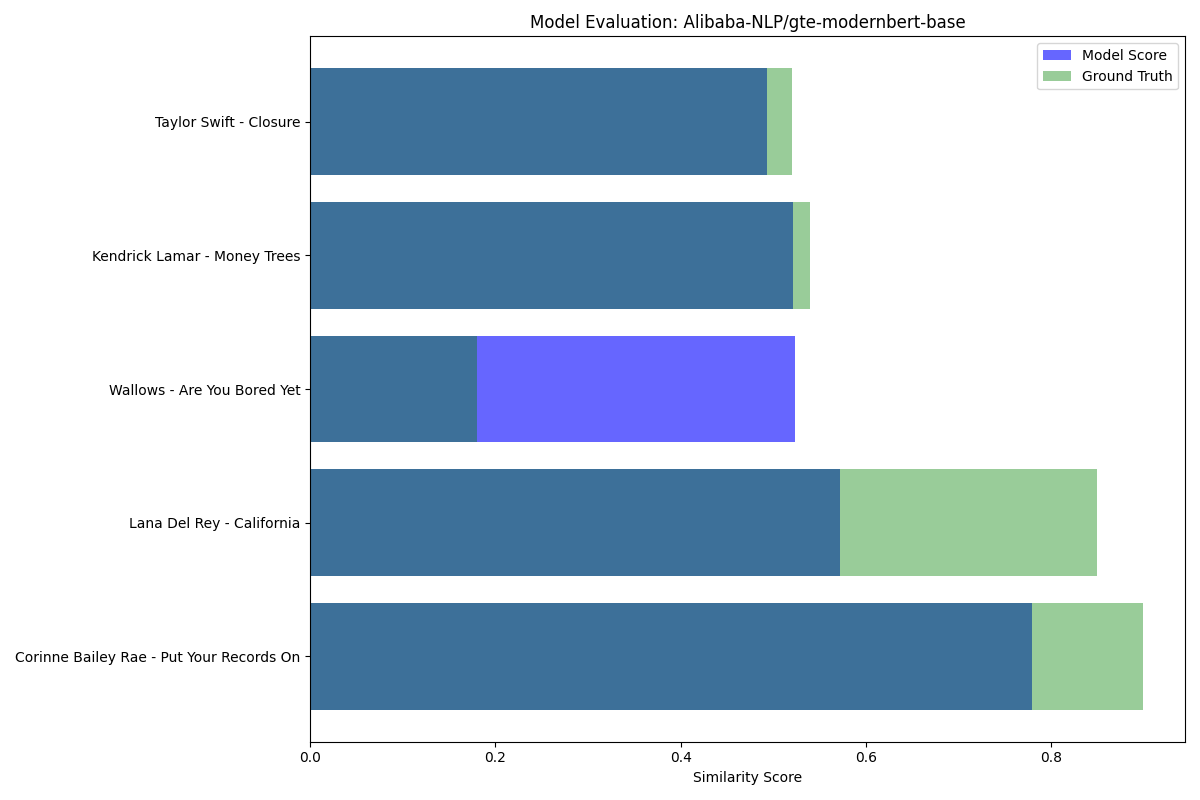 Model Evaluation: Alibaba-NLP/gte-modernbert-base
Model Score
Ground Truth
Taylor Swift - Closure
Kendrick Lamar - Money Trees
Wallows - Are You Bored Yet
Lana Del Rey - California
Corinne Bailey Rae - Put Your Records On
0.0 0.2 0.4 0.6 0.8
Similarity Score